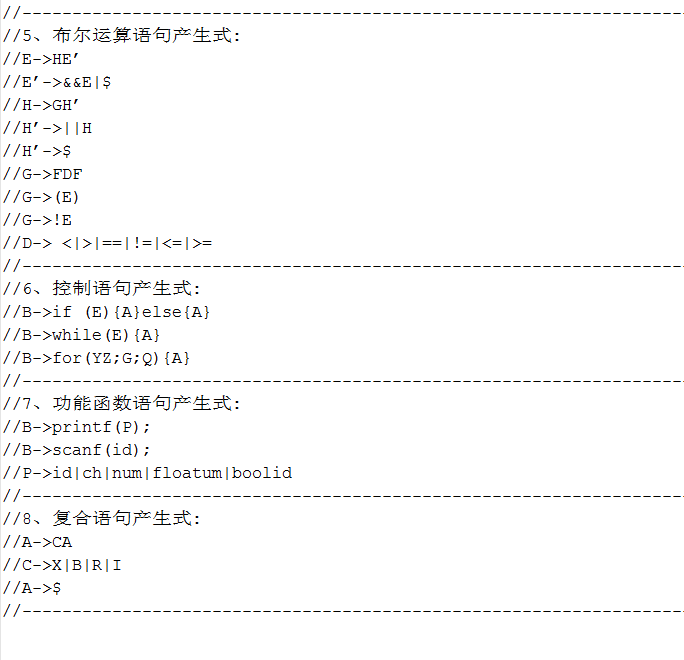 //------------------------------------------------------------------
//5、布尔运算语句产生式:
//E->HE’
//E’->&&E|$
//H->GH’
//H’->||H
//H’->$
//G->FDF
//G->(E)
//G->!E
//D-> <|>|==|!=|<=|>=
//------------------------------------------------------------------
//6、控制语句产生式:
//B->if (E){A}else{A}
//B->while(E){A}
//B->for(YZ;G;Q){A}
//------------------------------------------------------------------
//7、功能函数语句产生式:
//B->printf(P);
//B->scanf(id);
//P->id|ch|num|floatum|boolid
//------------------------------------------------------------------
//8、复合语句产生式:
//A->CA
//C->X|B|R|I
//A->$
//------------------------------------------------------------------